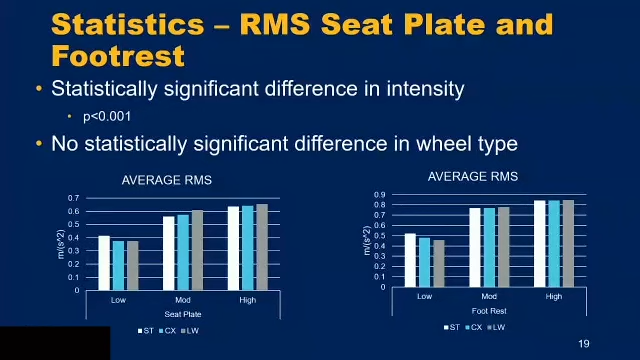 Statistics – RMS Seat Plate and
Footrest
• Statistically significant difference in intensity
• p<0.001
• No statistically significant difference in wheel type
AVERAGE RMS
m/(s^2)
0.7
0.6
0.5
0.4
0.3
0.2
0.1
0
Low Mod High
Seat Plate
ST CX LW
AVERAGE RMS
m/(s^2)
0.9
0.8
0.7
0.6
0.5
0.4
0.3
0.2
0.1
0
Low Mod High
Foot Rest
ST CX LW
19